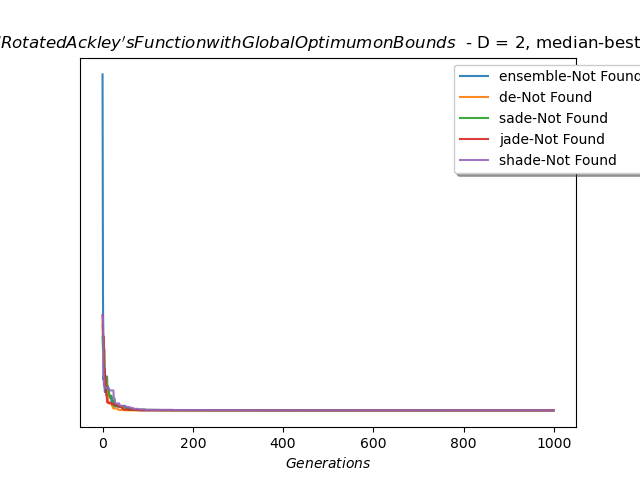 RotatedAckley'sFunctionwithGlobalOptimumonBounds - D = 2, median-best
ensemble-Not Found
de-Not Found
sade-Not Found
jade-Not Found
shade-Not Found
0 200 400 600 800 1000
Generations